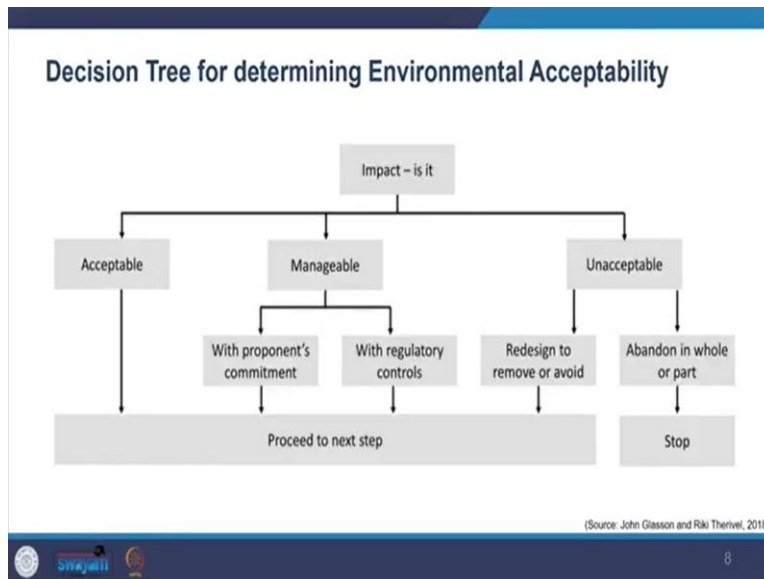 Decision Tree for determining Environmental Acceptability
Impact – is it
Acceptable
Manageable
Unacceptable
With proponent's
commitment
With regulatory
controls
Redesign to
remove or avoid
Abandon in whole
or part
Proceed to next step
Stop
(Source: John Glasson and Riki Therivel, 2018
swayam
8